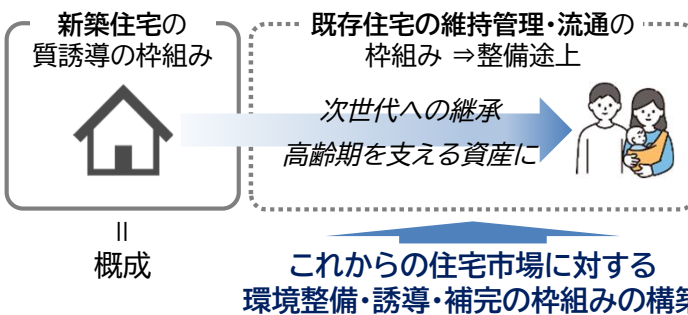 新築住宅の
質誘導の枠組み
既存住宅の維持管理・流通の
枠組み ⇒整備途上
次世代への継承
高齢期を支える資産に
＝
概成
これからの住宅市場に対する
環境整備・誘導・補完の枠組みの構築